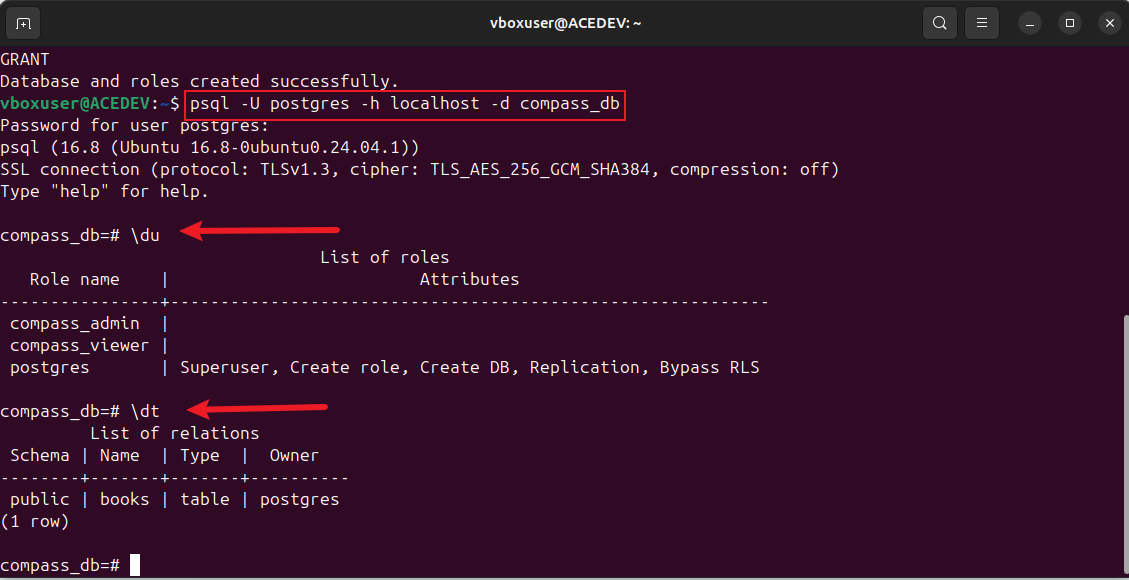 vboxuser@ACEDEV: ~
GRANT
Database and roles created successfully.
vboxuser@ACEDEV:~$ psql -U postgres -h localhost -d compass_db
Password for user postgres:
psql (16.8 (Ubuntu 16.8-0ubuntu0.24.04.1))
SSL connection (protocol: TLSv1.3, cipher: TLS_AES_256_GCM_SHA384, compression: off)
Type "help" for help.
compass_db=# \du
                                List of roles
   Role name    |                         Attributes
----------------+------------------------------------------------------------
 compass_admin  |
 compass_viewer |
 postgres       | Superuser, Create role, Create DB, Replication, Bypass RLS
compass_db=# \dt
         List of relations
 Schema | Name  | Type  |  Owner
--------+-------+-------+----------
 public | books | table | postgres
(1 row)
compass_db=#